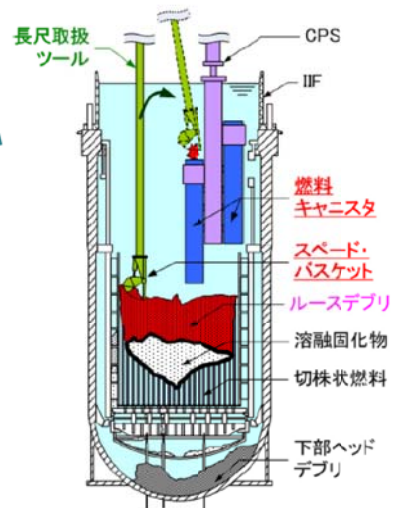 長尺取扱
ツール
CPS
IIF
燃料
キャニスタ
スペード・
バスケット
ルースデブリ
溶融固化物
切株状燃料
下部ヘッド
デブリ